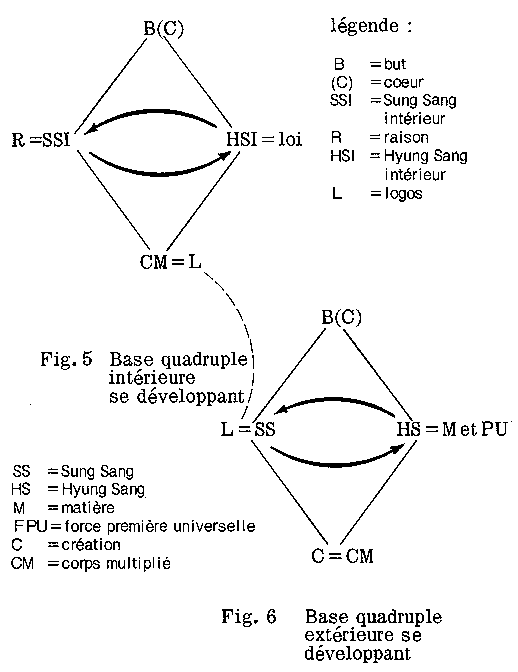 B(C)
R=SSI
HSI=loi
CM=L
légende :
B =but
(C) =coeur
SSI =Sung Sang
intérieur
R =raison
HSI =Hyung Sang
intérieur
L =logos
Fig. 5 Base quadruple
intérieure
se développant
B(C)
L=SS
HS=MetPU
C=CM
SS =Sung Sang
HS =Hyung Sang
M =matière
FPU=force première universelle
C =création
CM =corps multiplié
Fig. 6 Base quadruple
extérieure se
développant